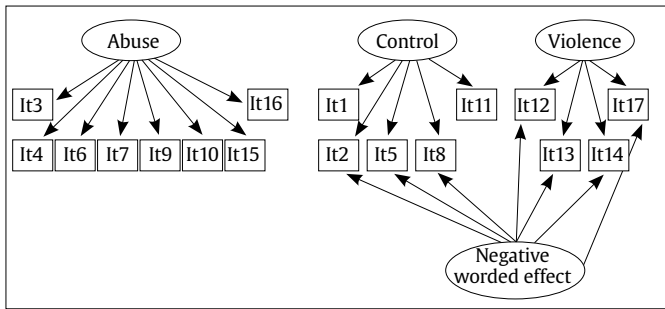 Abuse
Control
Violence
It3
It16
It1
It11
It12
It17
It4
It6
It7
It9
It10
It15
It2
It5
It8
It13
It14
Negative
worded effect